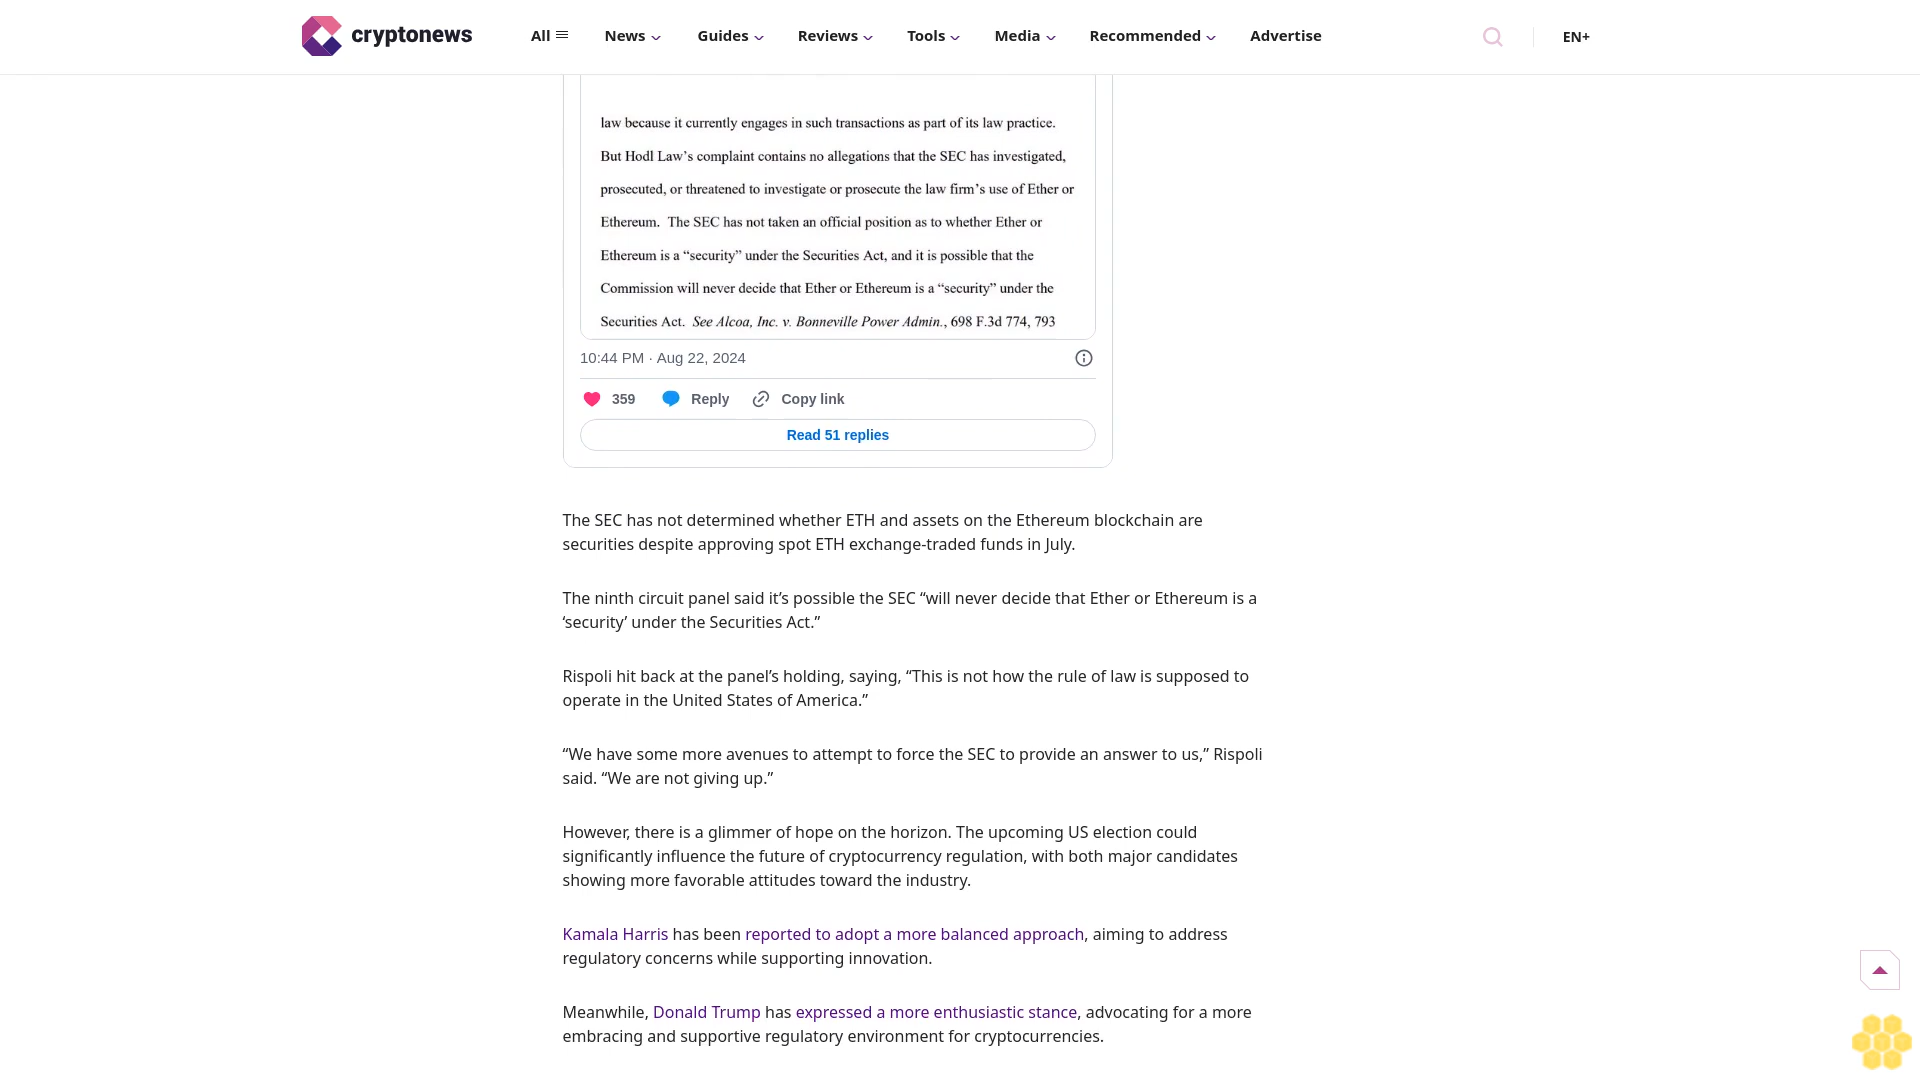 cryptonews
All
News
Guides
Reviews
Tools
Media
Recommended
Advertise
EN+
law because it currently engages in such transactions as part of its law practice.
But Hodl Law’s complaint contains no allegations that the SEC has investigated,
prosecuted, or threatened to investigate or prosecute the law firm’s use of Ether or
Ethereum.  The SEC has not taken an official position as to whether Ether or
Ethereum is a “security” under the Securities Act, and it is possible that the
Commission will never decide that Ether or Ethereum is a “security” under the
Securities Act.  See Alcoa, Inc. v. Bonneville Power Admin., 698 F.3d 774, 793
10:44 PM · Aug 22, 2024
359
Reply
Copy link
Read 51 replies
The SEC has not determined whether ETH and assets on the Ethereum blockchain are
securities despite approving spot ETH exchange-traded funds in July.
The ninth circuit panel said it’s possible the SEC “will never decide that Ether or Ethereum is a
‘security’ under the Securities Act.”
Rispoli hit back at the panel’s holding, saying, “This is not how the rule of law is supposed to
operate in the United States of America.”
“We have some more avenues to attempt to force the SEC to provide an answer to us,” Rispoli
said. “We are not giving up.”
However, there is a glimmer of hope on the horizon. The upcoming US election could
significantly influence the future of cryptocurrency regulation, with both major candidates
showing more favorable attitudes toward the industry.
Kamala Harris has been reported to adopt a more balanced approach, aiming to address
regulatory concerns while supporting innovation.
Meanwhile, Donald Trump has expressed a more enthusiastic stance, advocating for a more
embracing and supportive regulatory environment for cryptocurrencies.